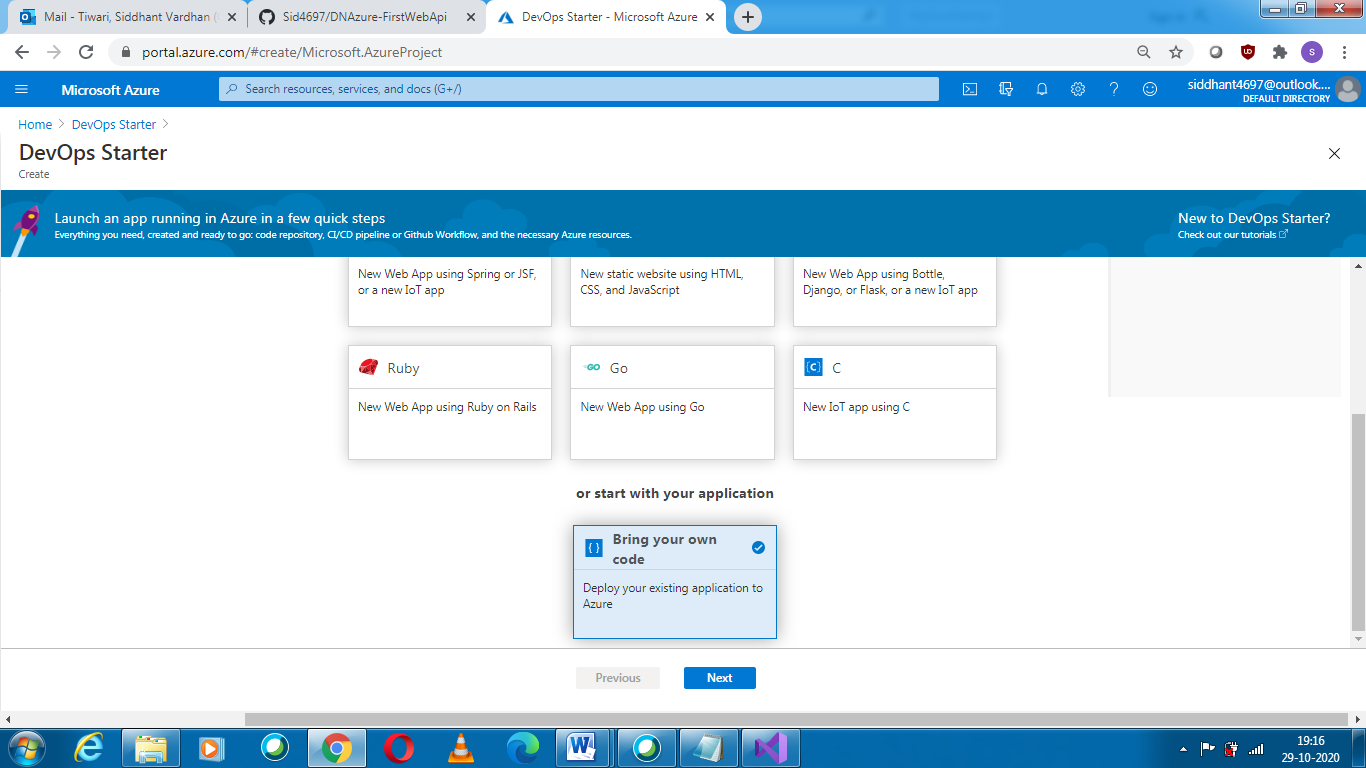 Mail - Tiwari, Siddhant Vardhan (
Sid4697/DNAzure-FirstWebApi
DevOps Starter - Microsoft Azure
portal.azure.com/#create/Microsoft.AzureProject
S
Microsoft Azure
Search resources, services, and docs (G+/)
siddhant4697@outlook....
DEFAULT DIRECTORY
Home > DevOps Starter >
DevOps Starter
Create
Launch an app running in Azure in a few quick steps
Everything you need, created and ready to go: code repository, CI/CD pipeline or Github Workflow, and the necessary Azure resources.
New to DevOps Starter?
Check out our tutorials
New Web App using Spring or JSF,
or a new IoT app
New static website using HTML,
CSS, and JavaScript
New Web App using Bottle,
Django, or Flask, or a new IoT app
Ruby
New Web App using Ruby on Rails
GO Go
New Web App using Go
{C} C
New IoT app using C
or start with your application
{ } Bring your own
code
Deploy your existing application to
Azure
Previous
Next
19:16
29-10-2020